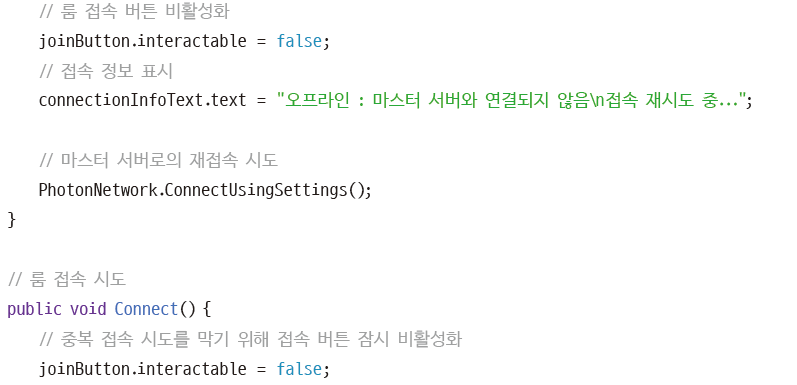 // 룸 접속 버튼 비활성화
joinButton.interactable = false;
// 접속 정보 표시
connectionInfoText.text = "오프라인 : 마스터 서버와 연결되지 않음\n접속 재시도 중...";
// 마스터 서버로의 재접속 시도
PhotonNetwork.ConnectUsingSettings();
}
// 룸 접속 시도
public void Connect() {
// 중복 접속 시도를 막기 위해 접속 버튼 잠시 비활성화
joinButton.interactable = false;